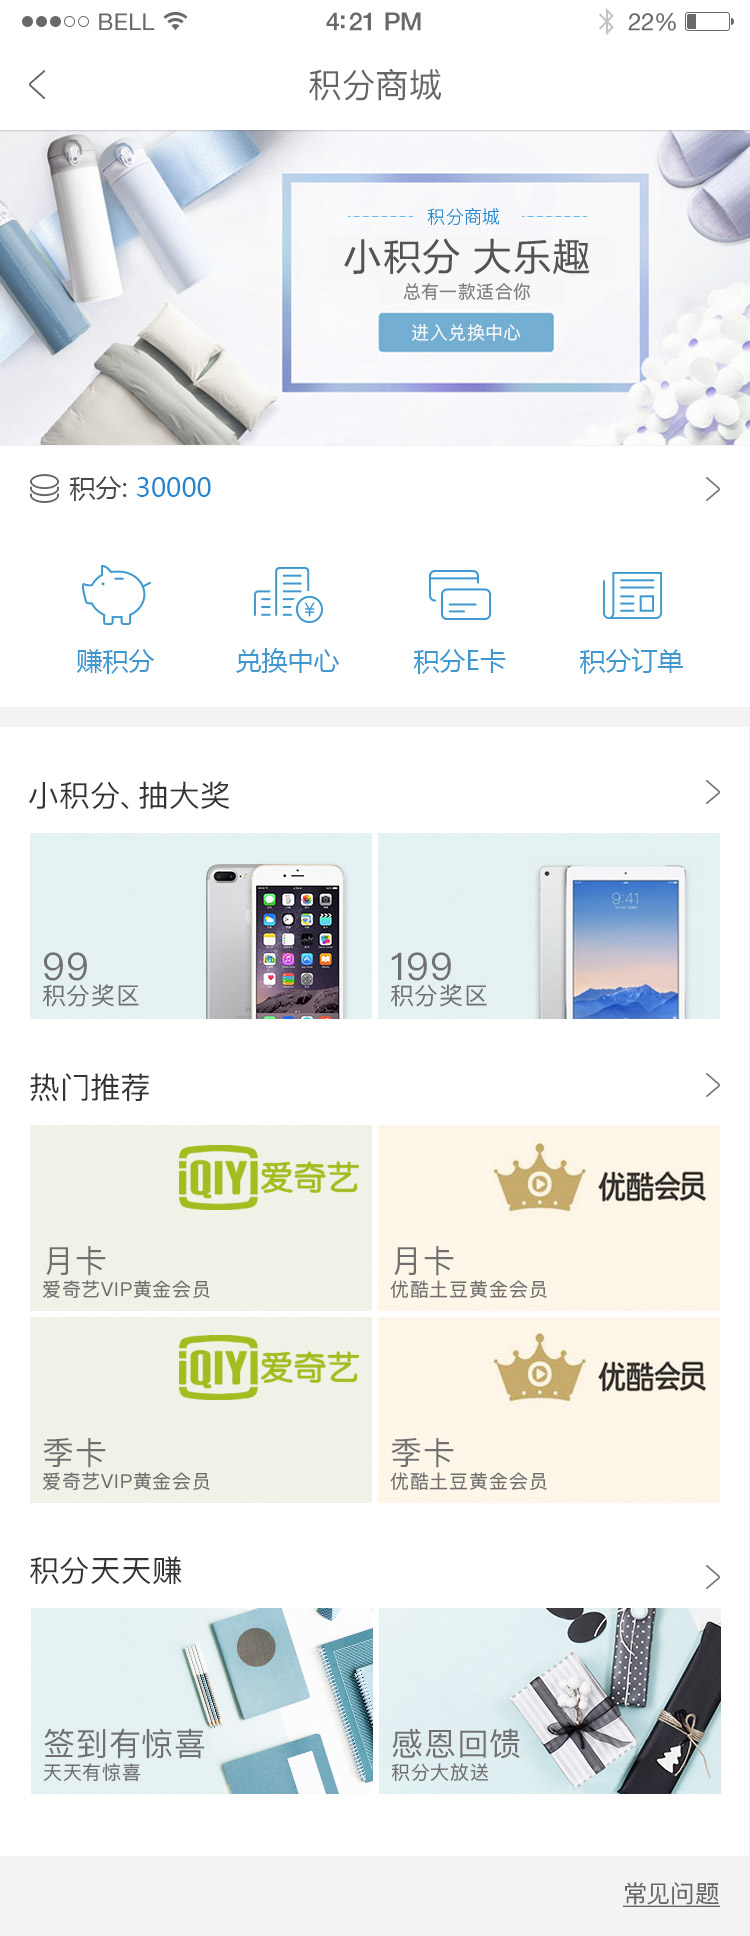 BELL 4:21 PM 22%
积分商城
积分商城
小积分 大乐趣
总有一款适合你
进入兑换中心
积分: 30000
赚积分 兑换中心 积分E卡 积分订单
小积分、抽大奖
99
积分奖区
9:41
199
积分奖区
热门推荐
iQIYI爱奇艺
月卡
爱奇艺VIP黄金会员
优酷会员
月卡
优酷土豆黄金会员
iQIYI爱奇艺
季卡
爱奇艺VIP黄金会员
优酷会员
季卡
优酷土豆黄金会员
积分天天赚
签到有惊喜
天天有惊喜
感恩回馈
积分大放送
常见问题